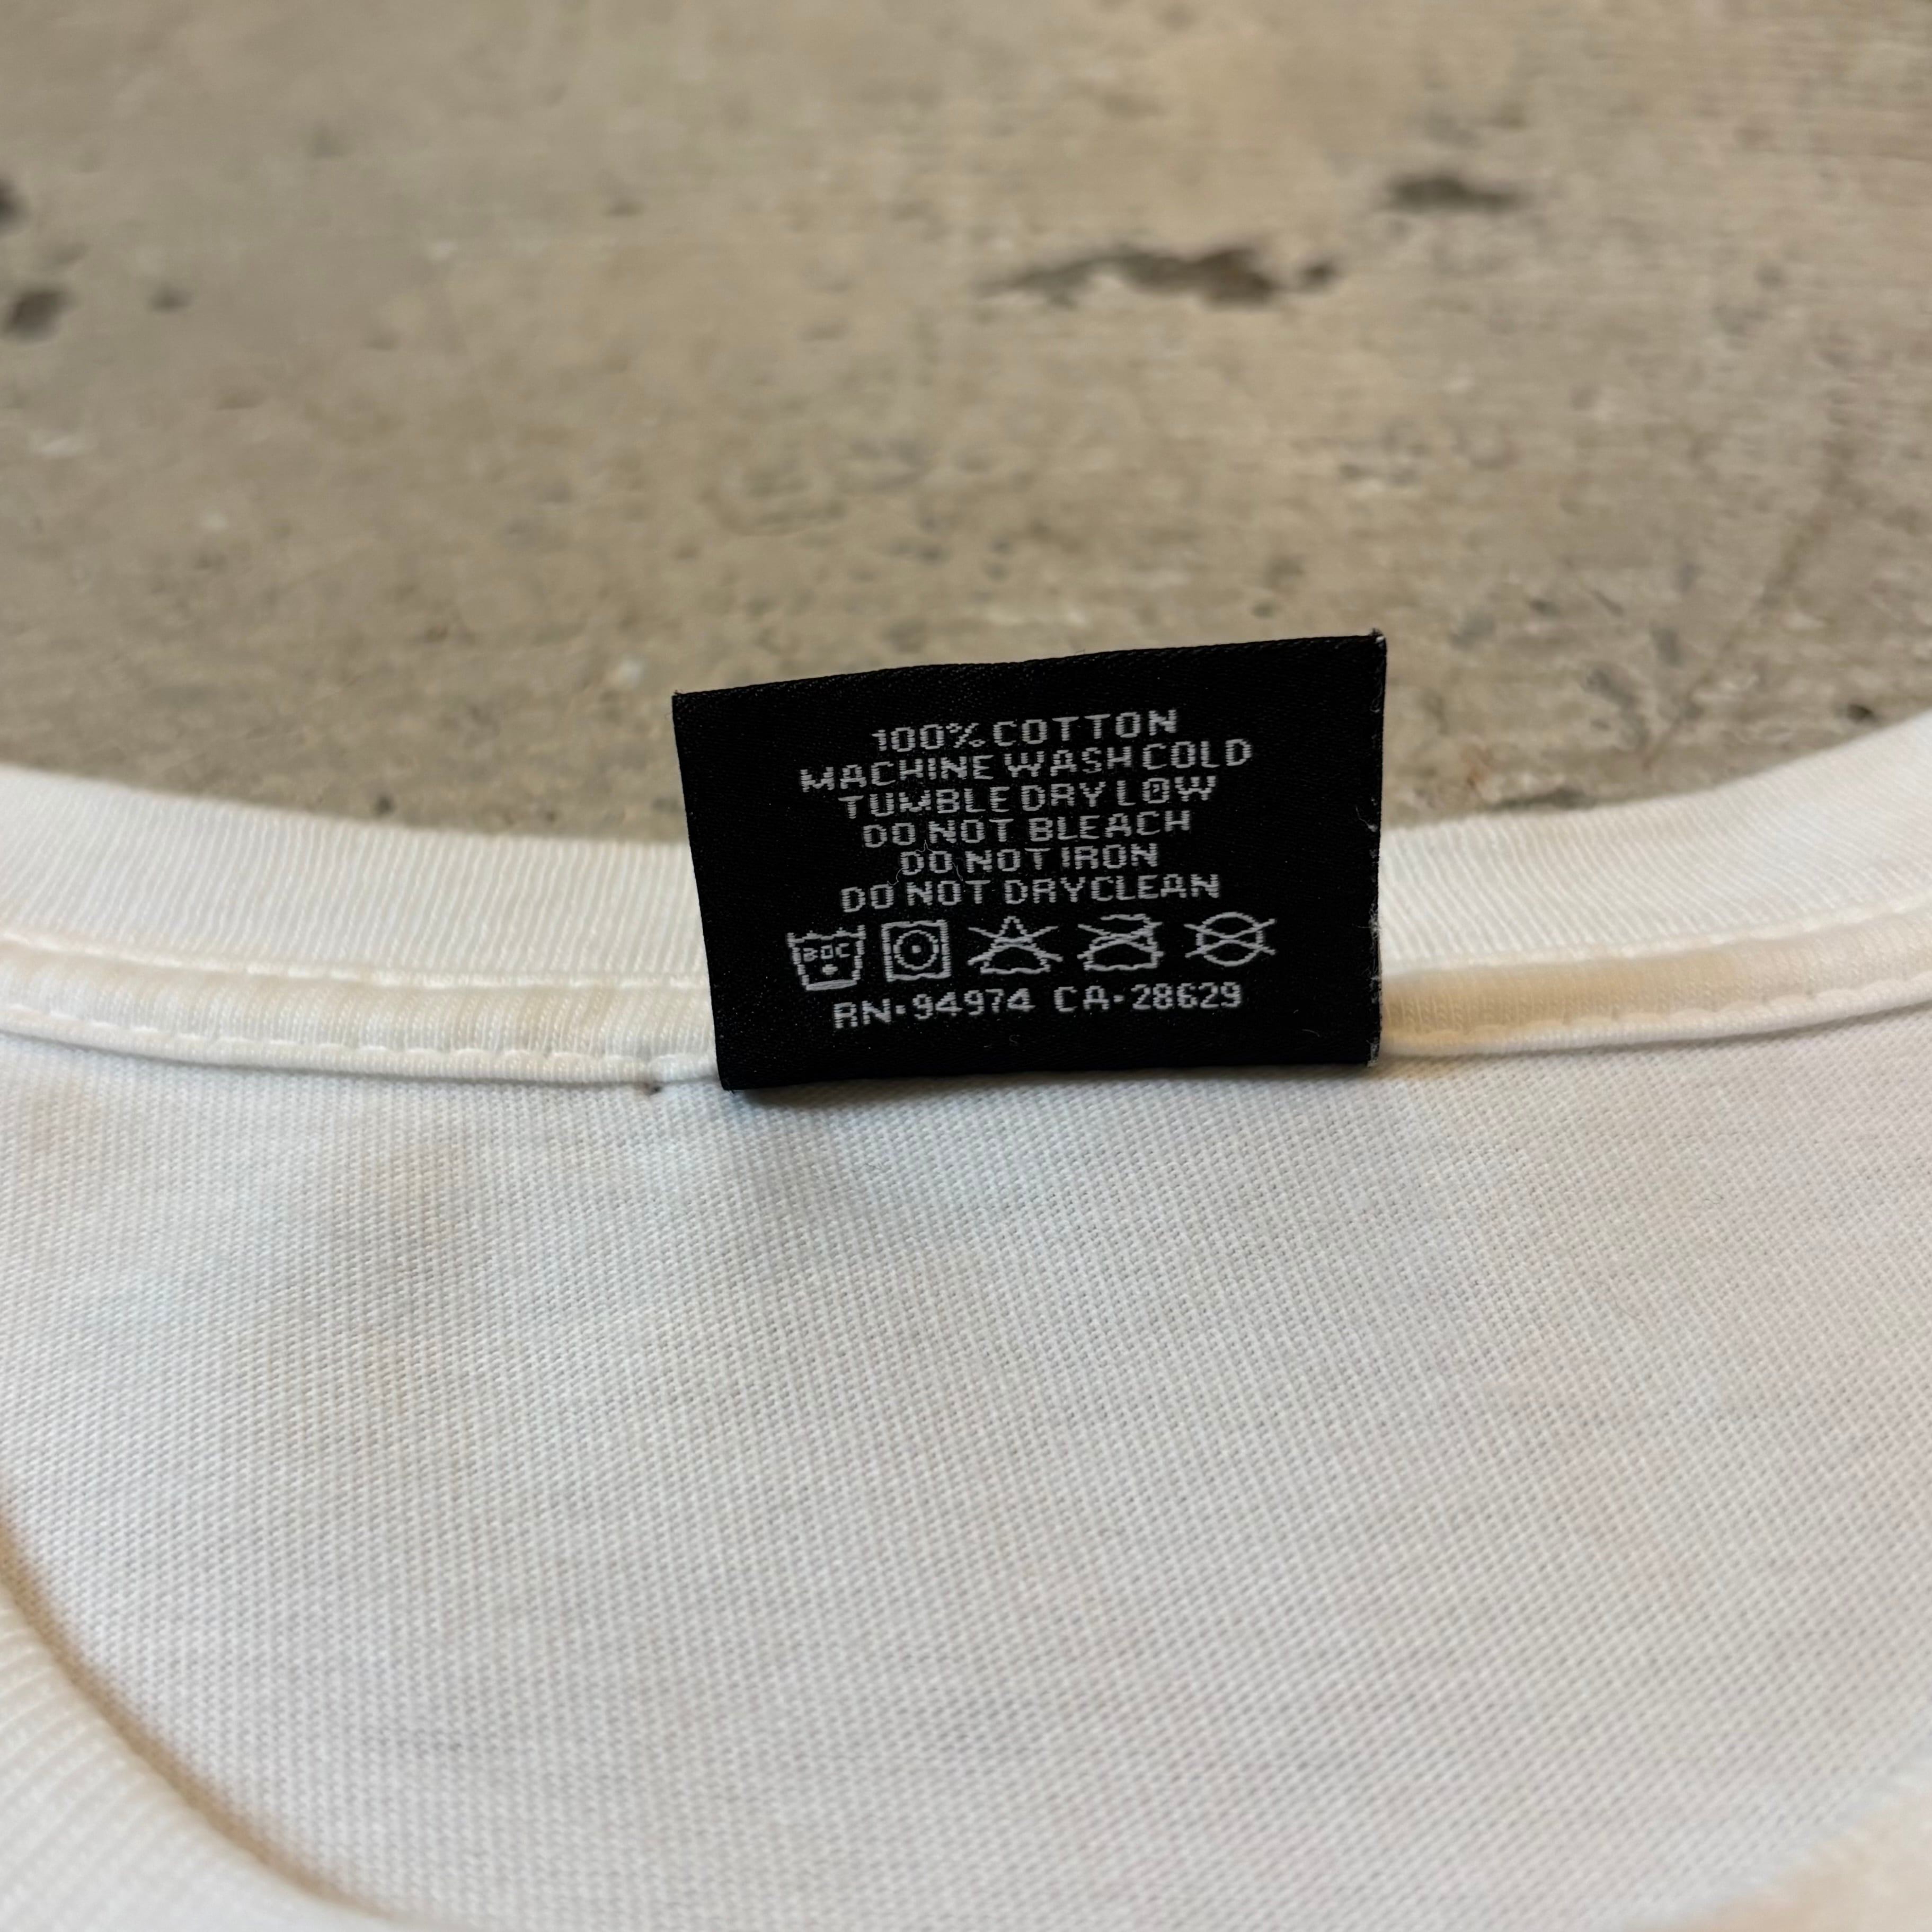 100% COTTON
MACHINE WASH COLD
TUMBLE DRY LOW
DO NOT BLEACH
DO NOT IRON
DO NOT DRYCLEAN
30C
RN·94974 CA·28629